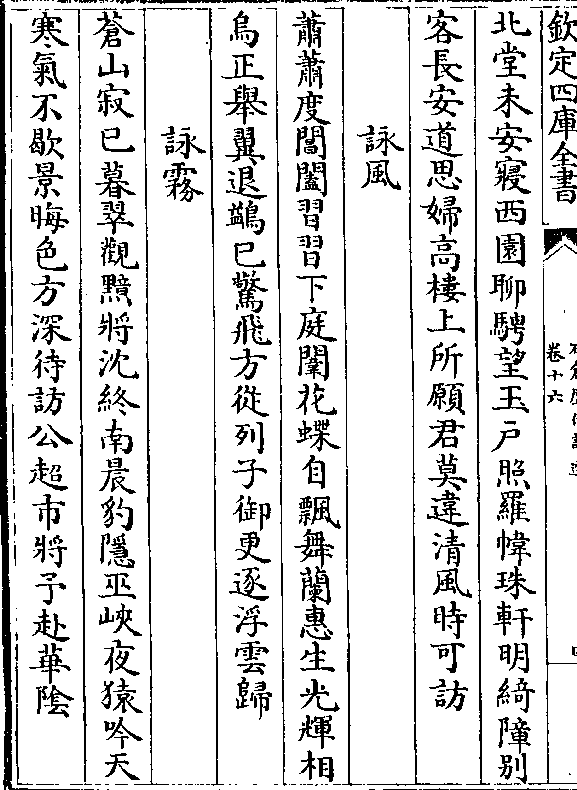 欽定四庫全書
卷十六
北堂未安寢西園聊騁望玉戶照羅幃珠軒明綺障别
客長安道思婦高樓上所願君莫違清風時可訪
詠風
蕭蕭度閶闔習習下庭闈花蝶自飄舞蘭惠生光輝相
烏正舉翼退鷁已驚飛方從列子御更逐浮雲歸
詠霧
蒼山寂已暮翠觀黯將沈終南晨豹隱巫峽夜猿吟天
寒氣不歇景晦色方深待訪公超市將予赴華隂